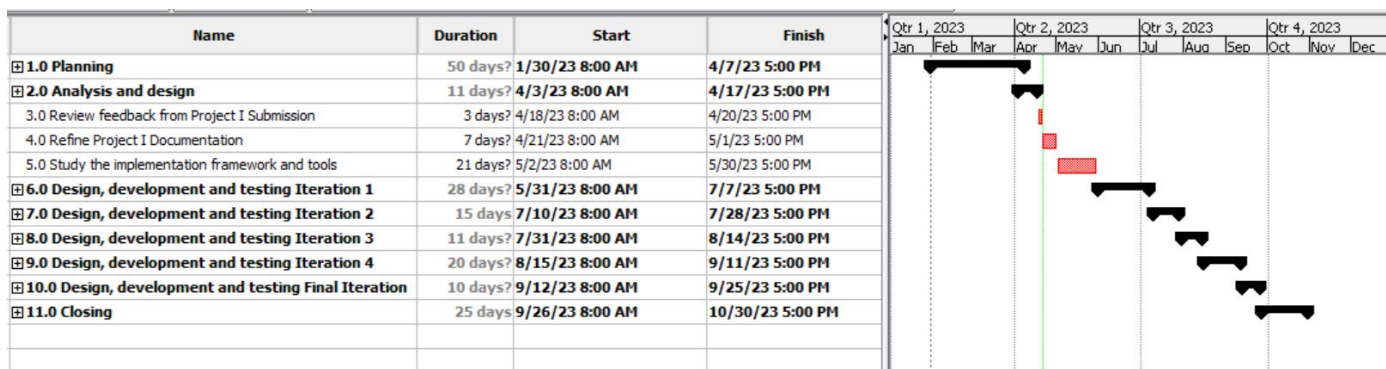 Name Duration Start Finish Qtr 1, 2023 Qtr 2, 2023 Qtr 3, 2023 Qtr 4, 2023
Jan Feb Mar Apr May Jun Jul Aug Sep Oct Nov Dec
1.0 Planning 50 days? 1/30/23 8:00 AM 4/7/23 5:00 PM
2.0 Analysis and design 11 days? 4/3/23 8:00 AM 4/17/23 5:00 PM
3.0 Review feedback from Project I Submission 3 days? 4/18/23 8:00 AM 4/20/23 5:00 PM
4.0 Refine Project I Documentation 7 days? 4/21/23 8:00 AM 5/1/23 5:00 PM
5.0 Study the implementation framework and tools 21 days? 5/2/23 8:00 AM 5/30/23 5:00 PM
6.0 Design, development and testing Iteration 1 28 days? 5/31/23 8:00 AM 7/7/23 5:00 PM
7.0 Design, development and testing Iteration 2 15 days 7/10/23 8:00 AM 7/28/23 5:00 PM
8.0 Design, development and testing Iteration 3 11 days? 7/31/23 8:00 AM 8/14/23 5:00 PM
9.0 Design, development and testing Iteration 4 20 days? 8/15/23 8:00 AM 9/11/23 5:00 PM
10.0 Design, development and testing Final Iteration 10 days? 9/12/23 8:00 AM 9/25/23 5:00 PM
11.0 Closing 25 days 9/26/23 8:00 AM 10/30/23 5:00 PM